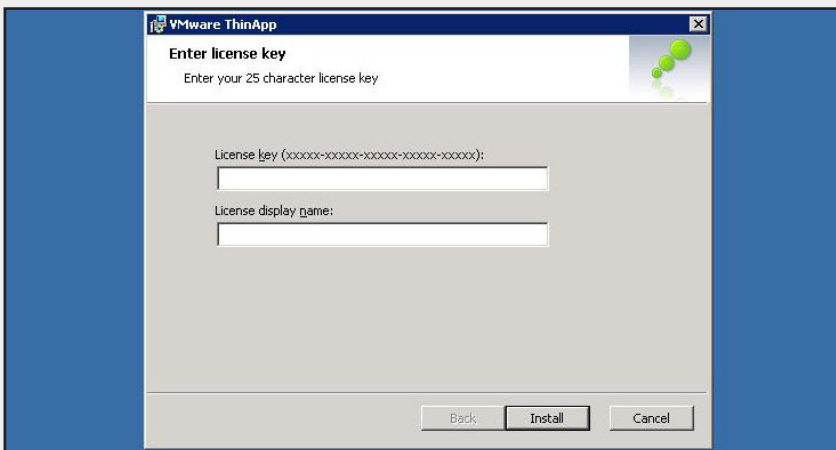 VMware ThinApp
Enter license key
Enter your 25 character license key
License key (xxxxx-xxxxx-xxxxx-xxxxx-xxxxx):
License display name:
Back Install Cancel